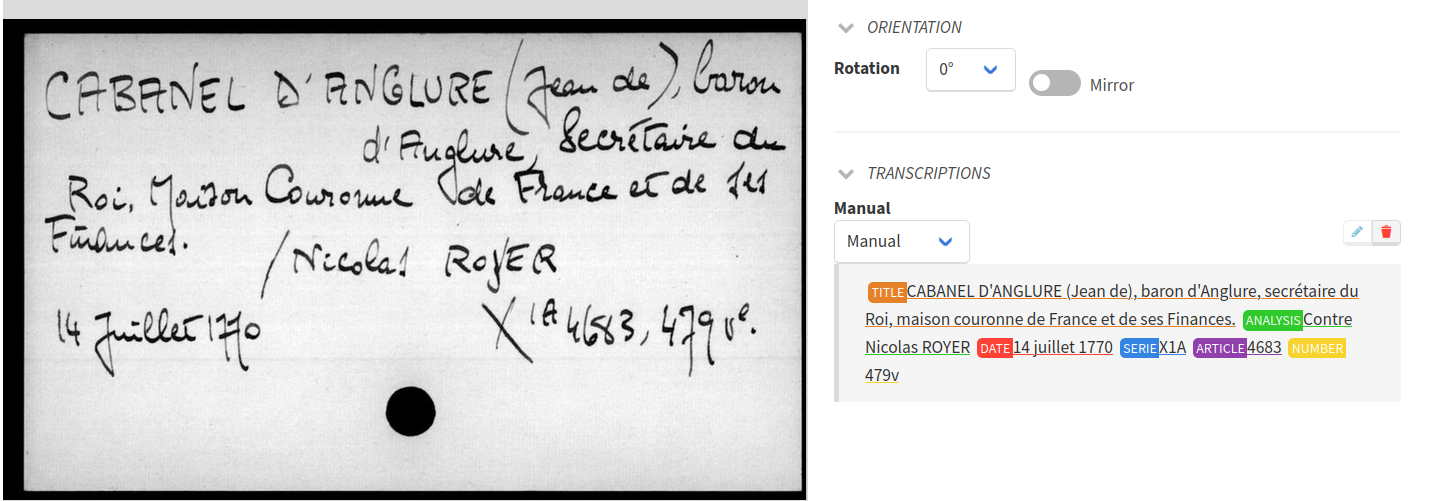 CABANEL D'ANGLURE (Jean de), baron
d'Anglure, Secrétaire du
Roi, Maison Couronne de France et de ses
Finances.
/Nicolas ROYER
14 Juillet 1770
X 1A 4683, 479 vº.
ORIENTATION
Rotation
0°
Mirror
TRANSCRIPTIONS
Manual
Manual
TITLE CABANEL D'ANGLURE (Jean de), baron d'Anglure, secrétaire du
Roi, maison couronne de France et de ses Finances. ANALYSIS Contre
Nicolas ROYER DATE 14 juillet 1770 SERIE X1A ARTICLE 4683 NUMBER
479v